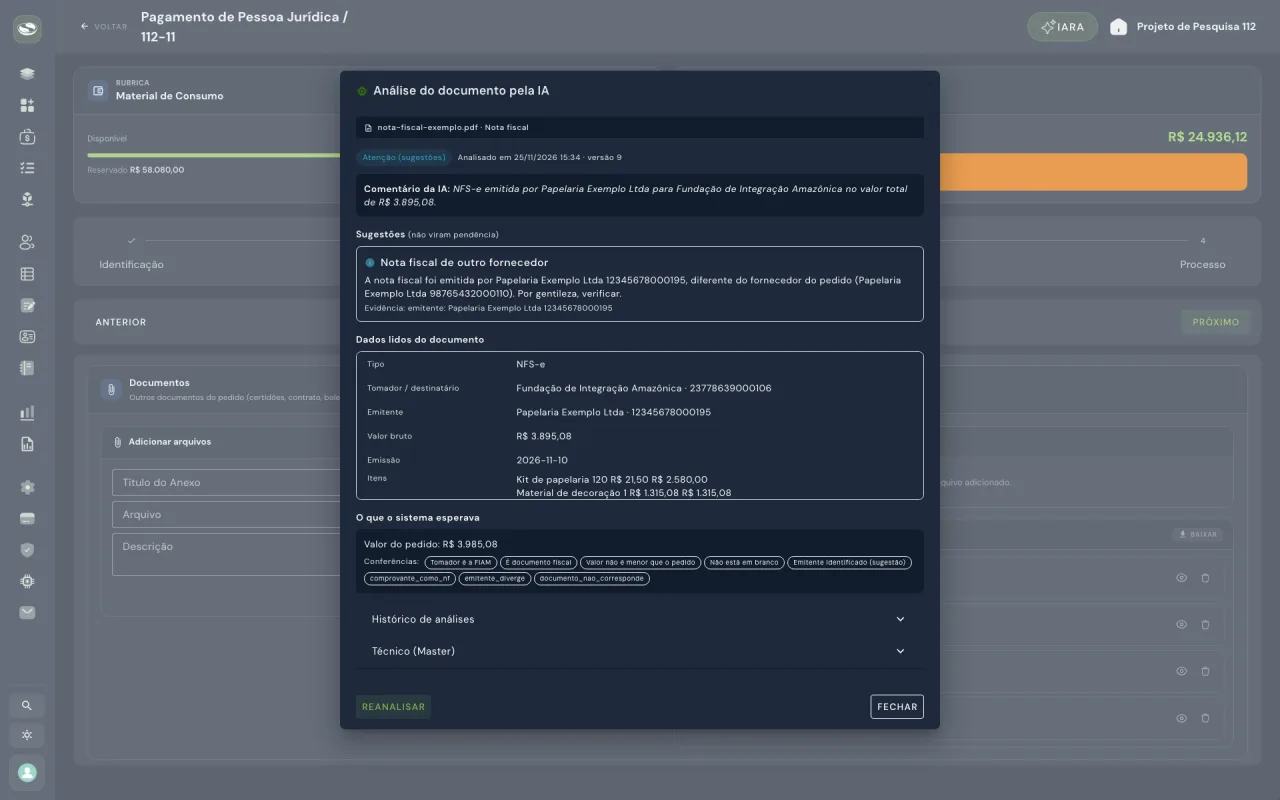 VOLTAR
Pagamento de Pessoa Jurídica /
112-11
IARA
Projeto de Pesquisa 112
RUBRICA
Material de Consumo
Disponível
Reservado R$ 58.080,00
R$ 24.936,12
Identificação
4
Processo
ANTERIOR
PRÓXIMO
Documentos
Outros documentos do pedido (certidões, contrato, bole
Adicionar arquivos
Título do Anexo
Arquivo
Descrição
quivo adicionado.
BAIXAR
Análise do documento pela IA
nota-fiscal-exemplo.pdf · Nota fiscal
Atenção (sugestões) Analisado em 25/11/2026 15:34 · versão 9
Comentário da IA: NFS-e emitida por Papelaria Exemplo Ltda para Fundação de Integração Amazônica no valor total
de R$ 3.895,08.
Sugestões (não viram pendência)
Nota fiscal de outro fornecedor
A nota fiscal foi emitida por Papelaria Exemplo Ltda 12345678000195, diferente do fornecedor do pedido (Papelaria
Exemplo Ltda 98765432000110). Por gentileza, verificar.
Evidência: emitente: Papelaria Exemplo Ltda 12345678000195
Dados lidos do documento
Tipo NFS-e
Tomador / destinatário Fundação de Integração Amazônica · 23778639000106
Emitente Papelaria Exemplo Ltda · 12345678000195
Valor bruto R$ 3.895,08
Emissão 2026-11-10
Itens Kit de papelaria 120 R$ 21,50 R$ 2.580,00
Material de decoração 1 R$ 1.315,08 R$ 1.315,08
O que o sistema esperava
Valor do pedido: R$ 3.985,08
Conferências: Tomador é a FIAM É documento fiscal Valor não é menor que o pedido Não está em branco Emitente identificado (sugestão)
comprovante_como_nf emitente_diverge documento_nao_corresponde
Histórico de análises
Técnico (Master)
REANALISAR
FECHAR